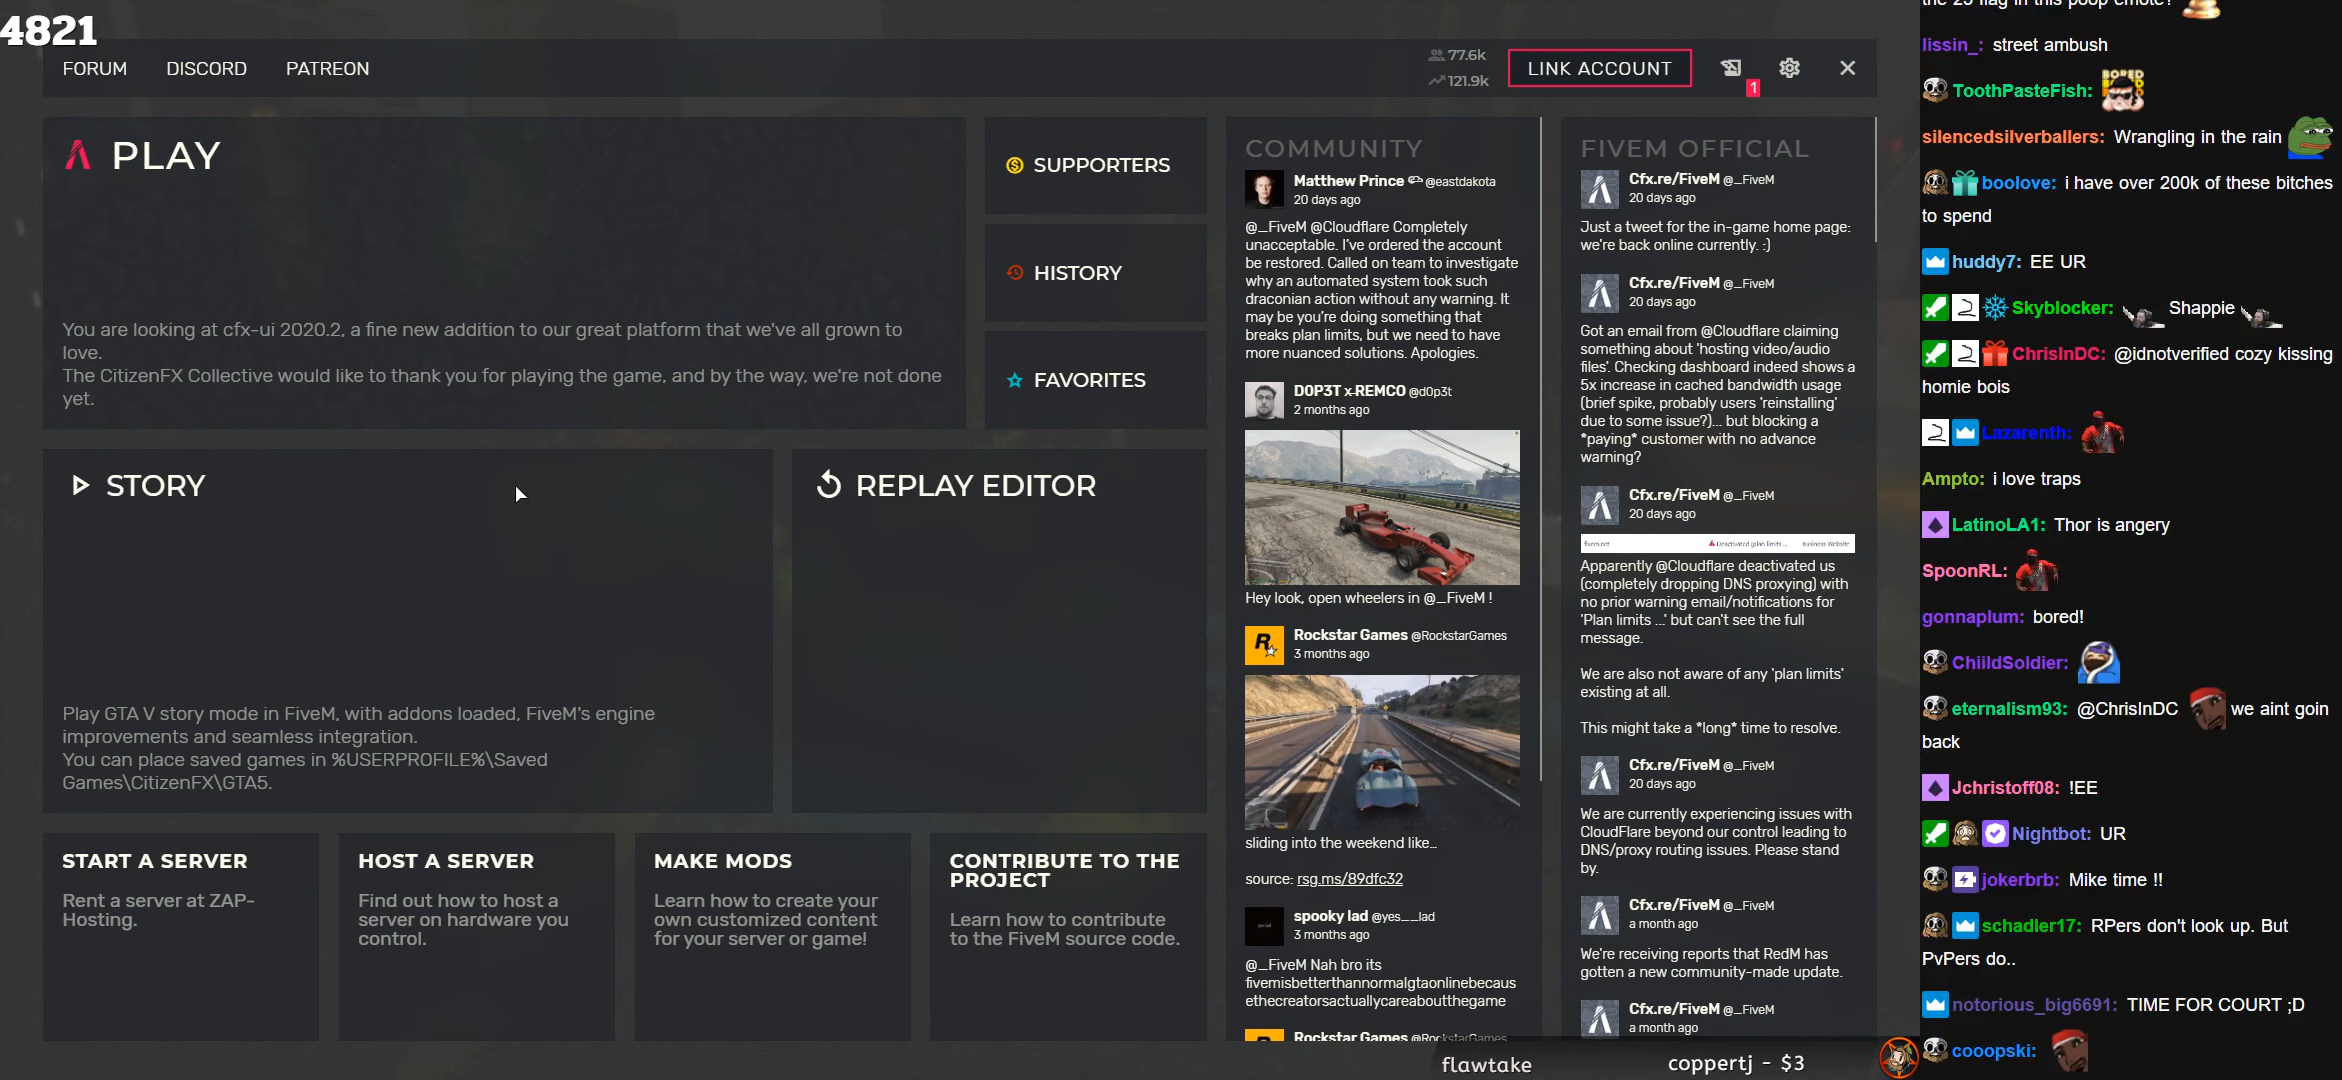 4821
FORUM
DISCORD
PATREON
77.6k
121.9k
LINK ACCOUNT
1
PLAY
You are looking at cfx-ui 2020.2, a fine new addition to our great platform that we've all grown to
love.
The CitizenFX Collective would like to thank you for playing the game, and by the way, we're not done
yet.
SUPPORTERS
HISTORY
FAVORITES
STORY
Play GTA V story mode in FiveM, with addons loaded, FiveM's engine
improvements and seamless integration.
You can place saved games in %USERPROFILE%\Saved
Games\CitizenFX\GTA5.
REPLAY EDITOR
START A SERVER
Rent a server at ZAP-
Hosting.
HOST A SERVER
Find out how to host a
server on hardware you
control.
MAKE MODS
Learn how to create your
own customized content
for your server or game!
CONTRIBUTE TO THE
PROJECT
Learn how to contribute
to the FiveM source code.
COMMUNITY
Matthew Prince @eastdakota
20 days ago
@_FiveM @Cloudflare Completely
unacceptable. I've ordered the account
be restored. Called on team to investigate
why an automated system took such
draconian action without any warning. It
may be you're doing something that
breaks plan limits, but we need to have
more nuanced solutions. Apologies.
D0P3T x REMCO @d0p3t
2 months ago
Hey look, open wheelers in @_FiveM !
Rockstar Games @RockstarGames
3 months ago
sliding into the weekend like...
source: rsg.ms/89dfc32
spooky lad @yes__lad
3 months ago
@_FiveM Nah bro its
fivemisbetterthannormalgtaonlinebecaus
ethecreatorsactuallycareaboutthegame
Rockstar Games @RockstarGames
FIVEM OFFICIAL
Cfx.re/FiveM @_FiveM
20 days ago
Just a tweet for the in-game home page:
we're back online currently. :)
Cfx.re/FiveM @_FiveM
20 days ago
Got an email from @Cloudflare claiming
something about 'hosting video/audio
files'. Checking dashboard indeed shows a
5x increase in cached bandwidth usage
(brief spike, probably users 'reinstalling'
due to some issue?)... but blocking a
*paying* customer with no advance
warning?
Cfx.re/FiveM @_FiveM
20 days ago
fivem.net
Deactivated (plan limits ...
Business Website
Apparently @Cloudflare deactivated us
(completely dropping DNS proxying) with
no prior warning email/notifications for
'Plan limits ...' but can't see the full
message.
We are also not aware of any 'plan limits'
existing at all.
This might take a *long* time to resolve.
Cfx.re/FiveM @_FiveM
20 days ago
We are currently experiencing issues with
CloudFlare beyond our control leading to
DNS/proxy routing issues. Please stand
by.
Cfx.re/FiveM @_FiveM
a month ago
We're receiving reports that RedM has
gotten a new community-made update.
Cfx.re/FiveM @_FiveM
a month ago
flawtake
coppertj - $3
the 25 flag in this poop emote?
lissin_: street ambush
ToothPasteFish:
silencedsilverballers: Wrangling in the rain
boolove: i have over 200k of these bitches
to spend
huddy7: EE UR
Skyblocker: Shappie
ChrisInDC: @idnotverified cozy kissing
homie bois
Lazarenth:
Ampto: i love traps
LatinoLA1: Thor is angery
SpoonRL:
gonnaplum: bored!
ChiildSoldier:
eternalism93: @ChrisInDC we aint goin
back
Jchristoff08: !EE
Nightbot: UR
jokerbrb: Mike time !!
schadler17: RPers don't look up. But
PvPers do..
notorious_big6691: TIME FOR COURT ;D
cooopski: